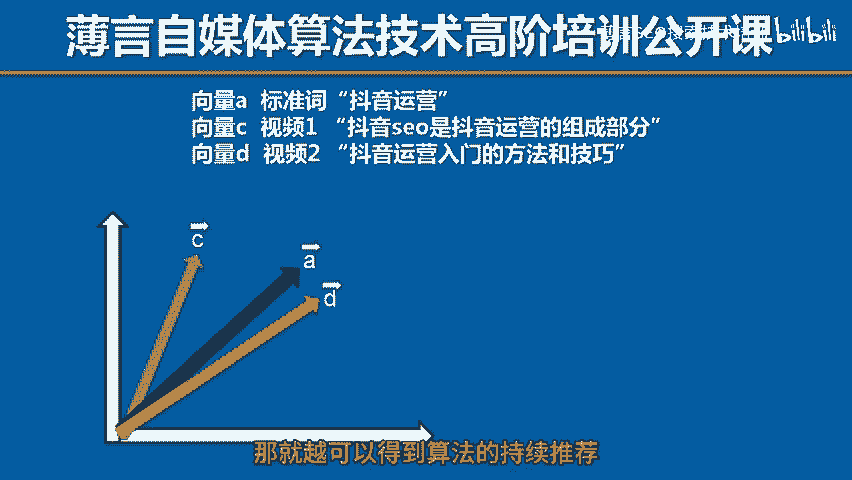 薄言自媒体算法技术高阶培训公开课
bilibili
向量a 标准词“抖音运营”
向量c 视频1 “抖音seo是抖音运营的组成部分”
向量d 视频2 “抖音运营入门的方法和技巧”
c
a
d
那就越可以得到算法的持续推荐